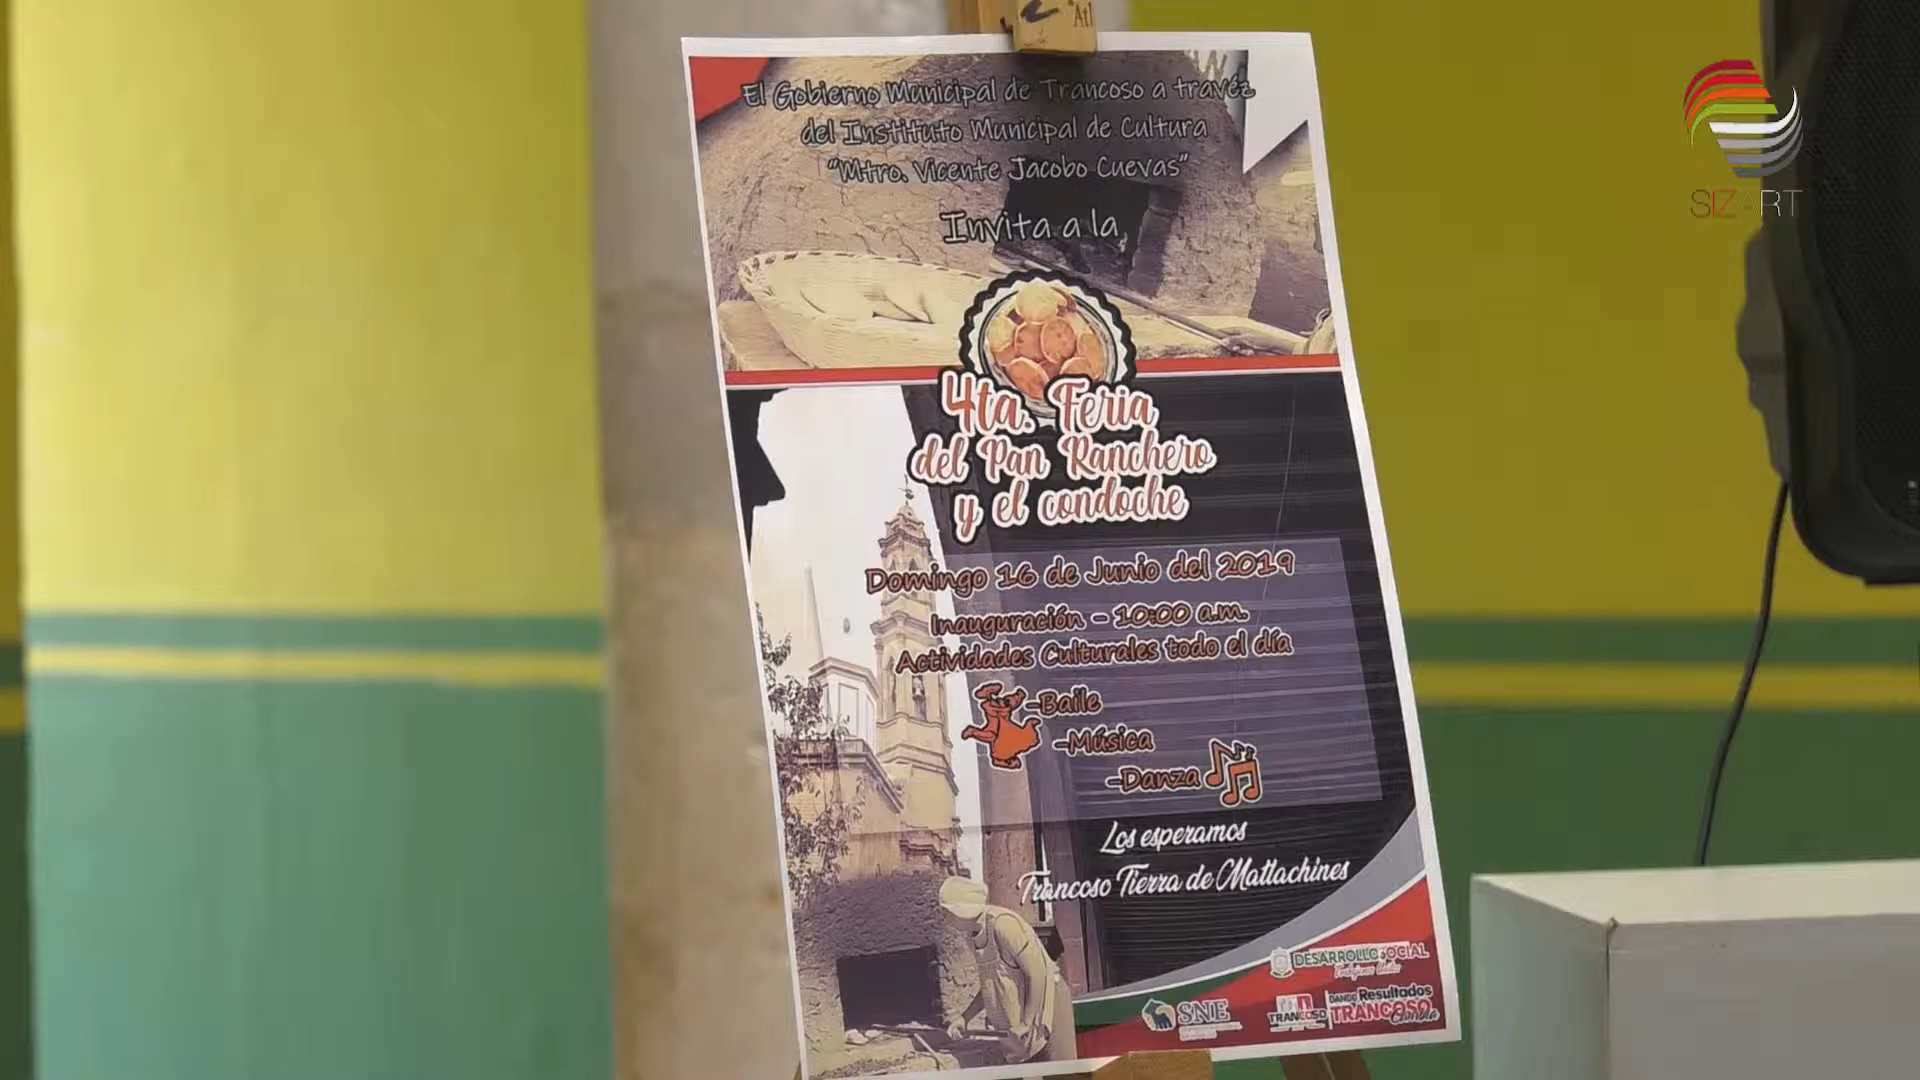 El Gobierno Municipal de Trancoso a travéz
del Instituto Municipal de Cultura
"Mtro. Vicente Jacobo Cuevas"
Invita a la
4ta. Feria
del Pan Ranchero
y el condoche
Domingo 16 de Junio del 2019
Inauguración - 10:00 a.m.
Actividades Culturales todo el día
-Baile
-Música
-Danza
Los esperamos
Trancoso Tierra de Matlachines
DESARROLLO SOCIAL
SNE
TRANCOSO
DANDO Resultados
TRANCOSO
Cambia
SIZART